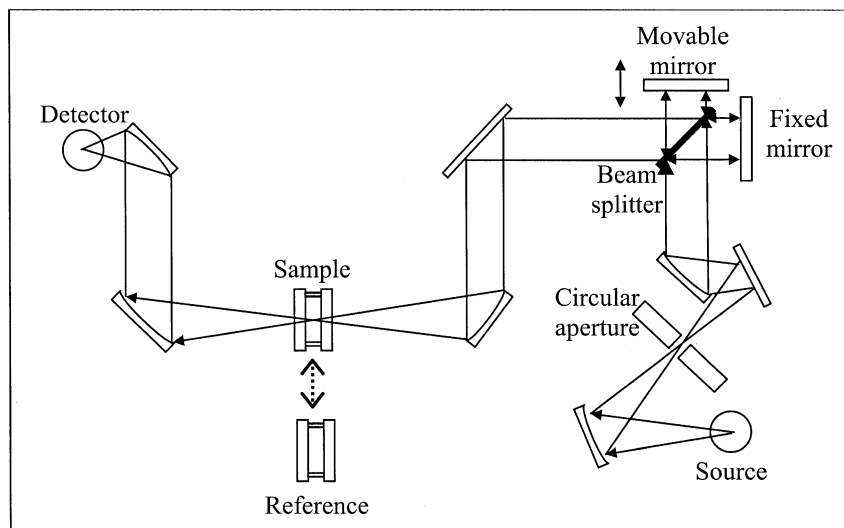 Movable
mirror
Detector
Fixed
mirror
Beam
splitter
Sample
Circular
aperture
Source
Reference